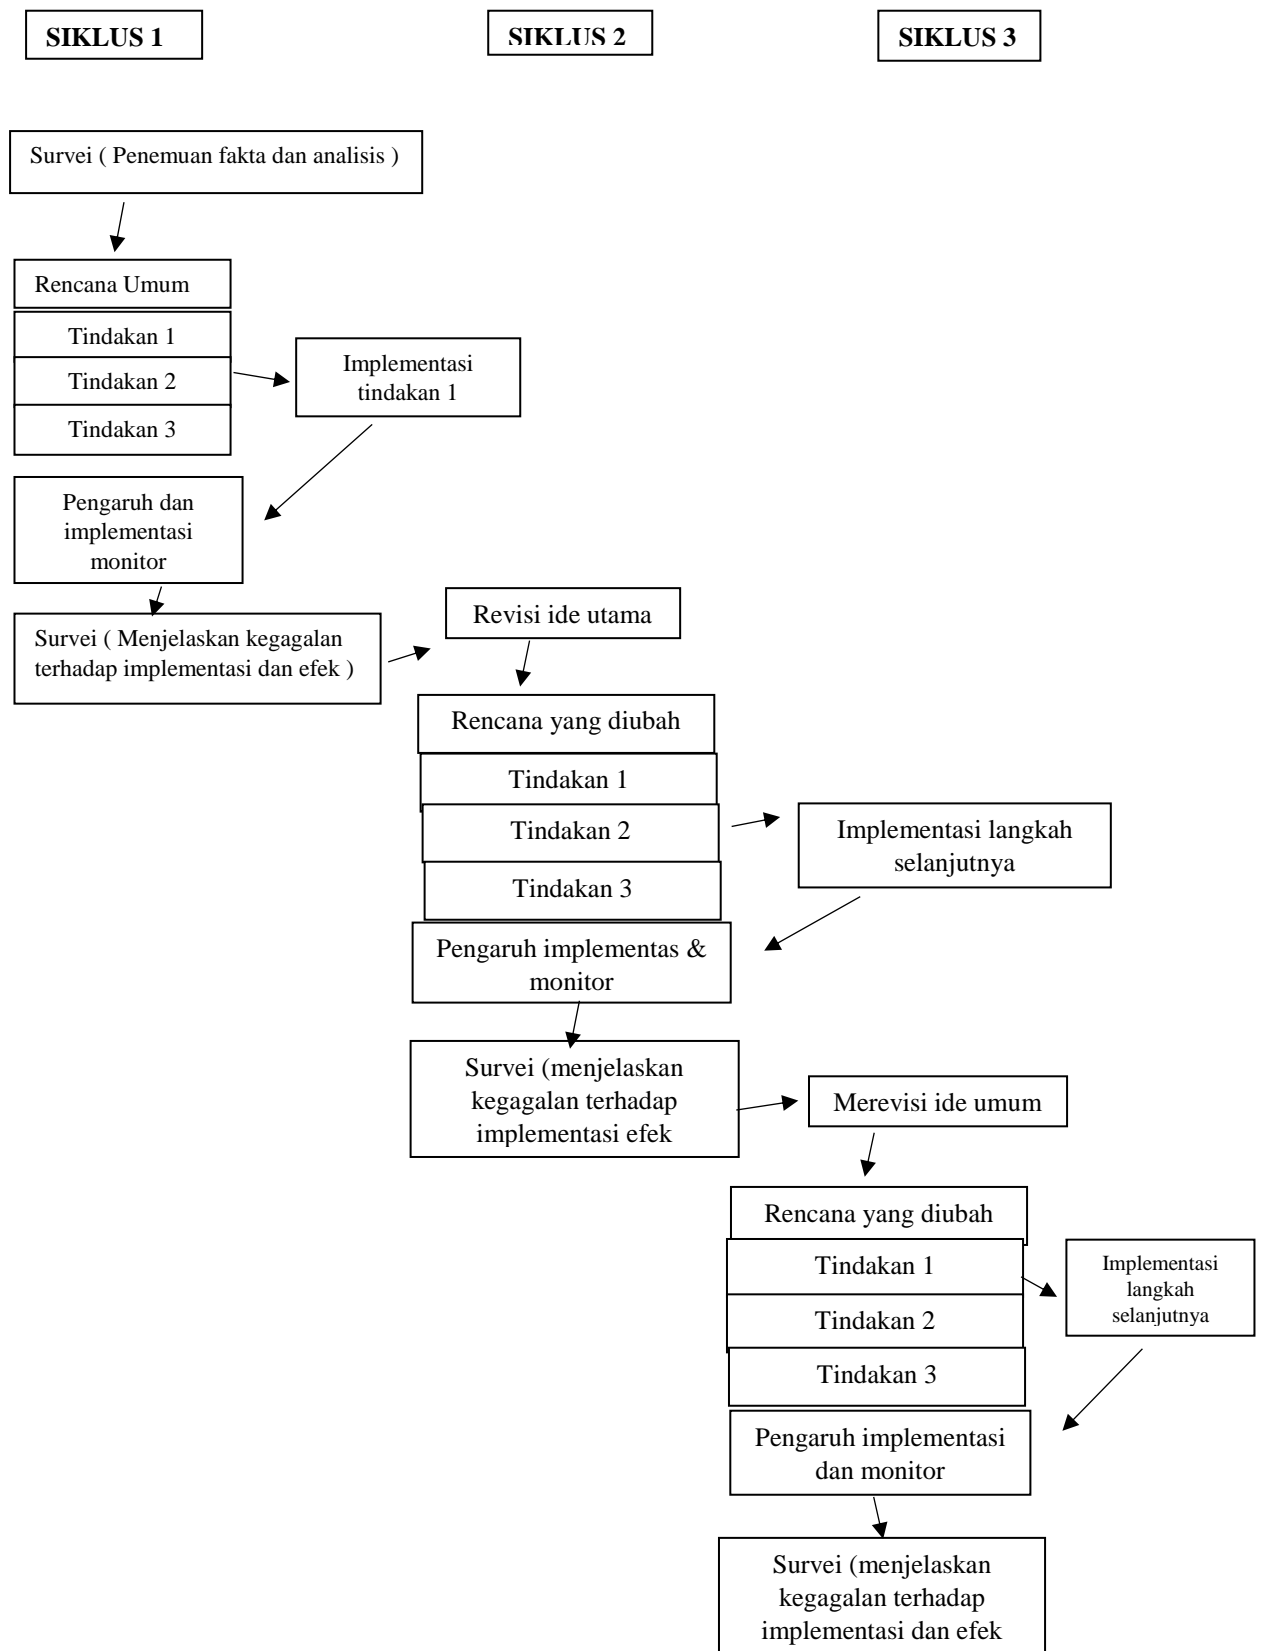 SIKLUS 1
SIKLUS 2
SIKLUS 3
Survei ( Penemuan fakta dan analisis )
Rencana Umum
Tindakan 1
Tindakan 2
Tindakan 3
Implementasi
tindakan 1
Pengaruh dan
implementasi
monitor
Survei ( Menjelaskan kegagalan
terhadap implementasi dan efek )
Revisi ide utama
Rencana yang diubah
Tindakan 1
Tindakan 2
Tindakan 3
Implementasi langkah
selanjutnya
Pengaruh implementas &
monitor
Survei (menjelaskan
kegagalan terhadap
implementasi efek
Merevisi ide umum
Rencana yang diubah
Tindakan 1
Tindakan 2
Tindakan 3
Implementasi
langkah
selanjutnya
Pengaruh implementasi
dan monitor
Survei (menjelaskan
kegagalan terhadap
implementasi dan efek